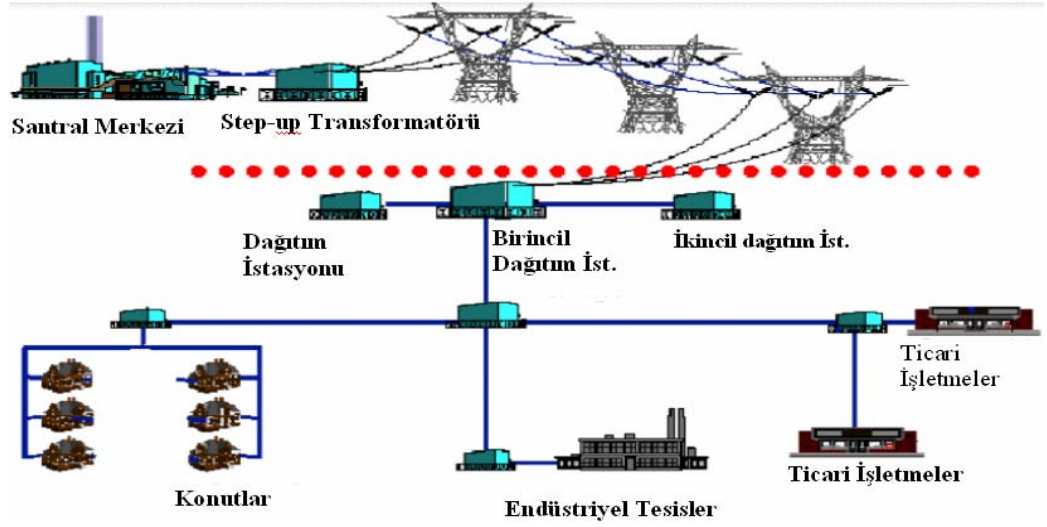 Santral Merkezi
Step-up Transformatörü
Dağıtım
İstasyonu
Birincil
Dağıtım İst.
İkincil dağıtım İst.
Ticari
İşletmeler
Konutlar
Endüstriyel Tesisler
Ticari İşletmeler